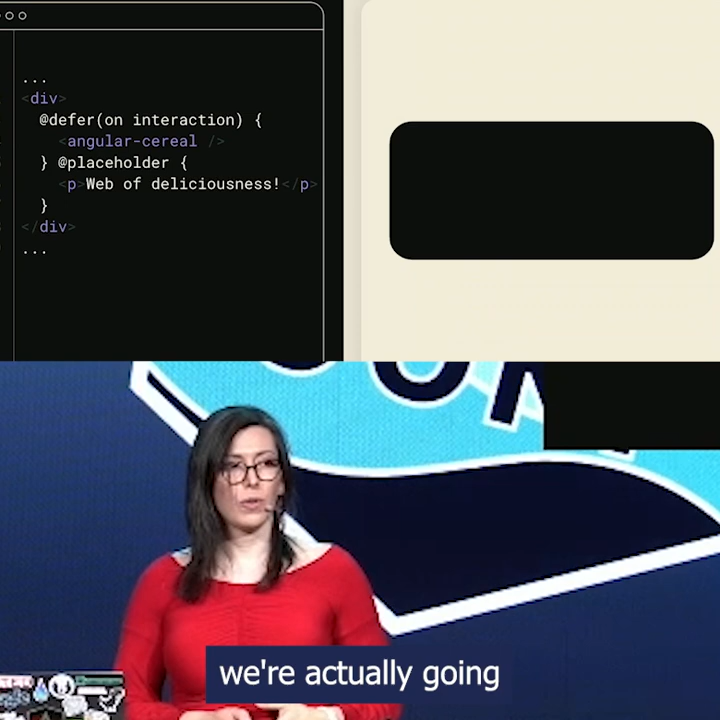 ...
<div>
@defer(on interaction) {
<angular-cereal />
} @placeholder {
<p>Web of deliciousness!</p>
}
</div>
...
we're actually going